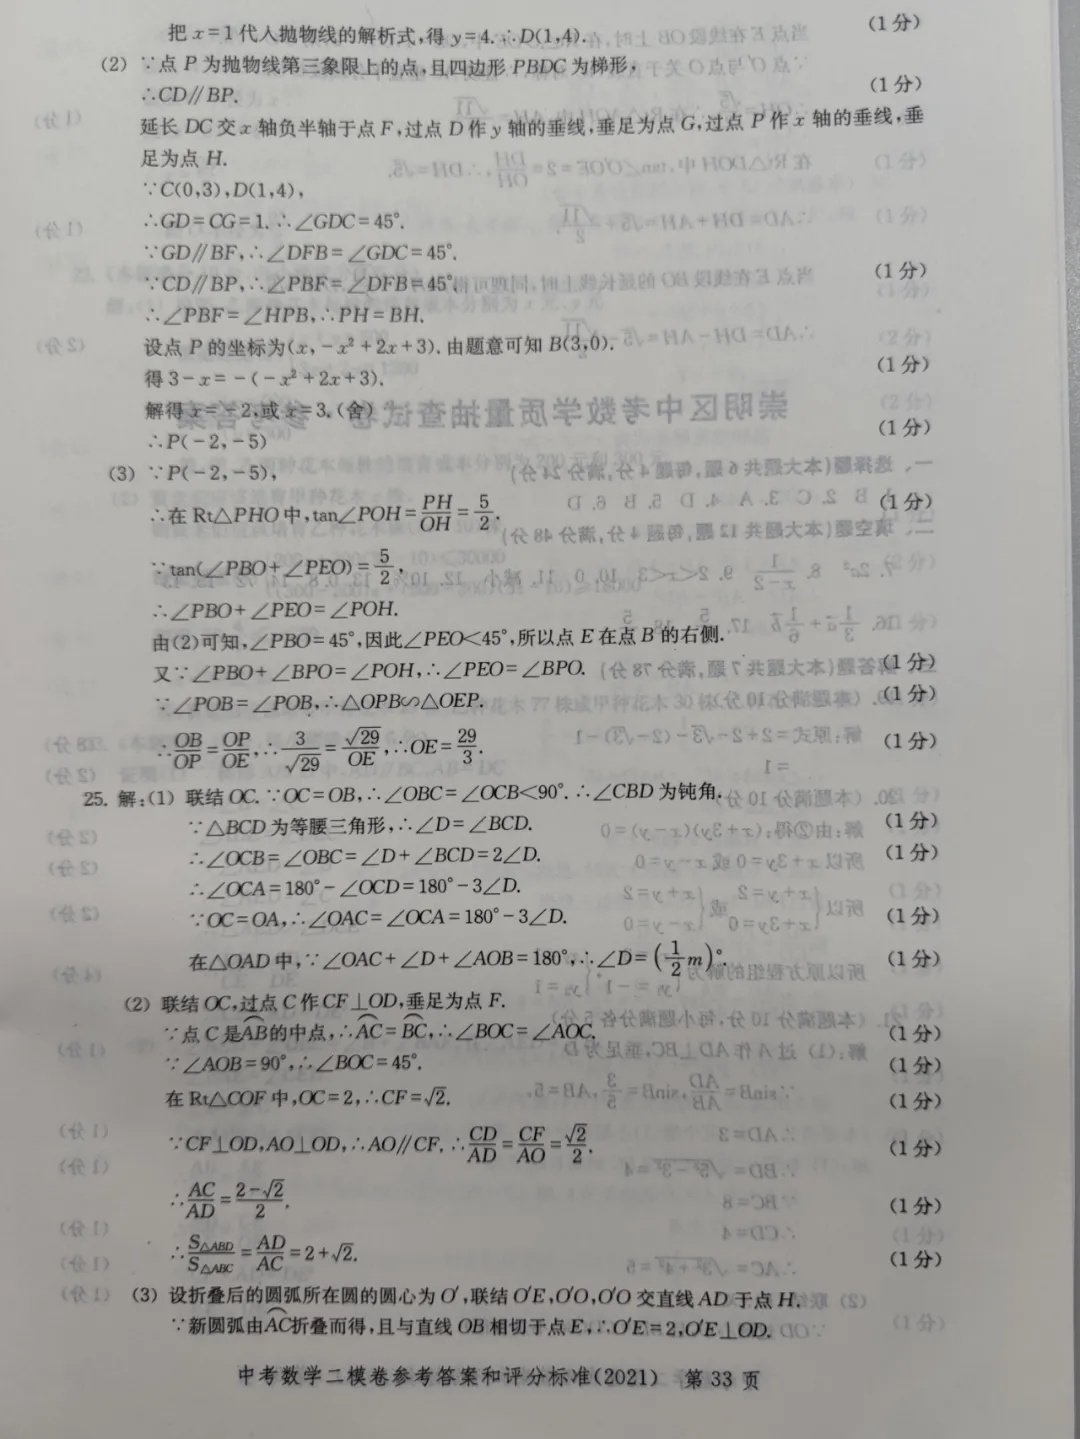 把 x=1 代人抛物线的解析式,得 y=4.∴D(1,4). (1 分)
(2) ∵点 P 为抛物线第三象限上的点,且四边形 PBDC 为梯形,
∴CD∥BP. (1 分)
延长 DC 交 x 轴负半轴于点 F,过点 D 作 y 轴的垂线,垂足为点 G,过点 P 作 x 轴的垂线,垂
足为点 H.
∵C(0,3),D(1,4),
∴GD=CG=1.∴∠GDC=45°.
∵GD∥BF,∴∠DFB=∠GDC=45°.
∵CD∥BP,∴∠PBF=∠DFB=45°. (1 分)
∴∠PBF=∠HPB,∴PH=BH.
设点 P 的坐标为(x,-x²+2x+3).由题意可知 B(3,0).
得 3-x=-(-x²+2x+3). (1 分)
解得 x=-2,或 x=3.(舍)
∴P(-2,-5) (1 分)
(3) ∵P(-2,-5),
∴在 Rt△PHO 中,tan∠POH=PH/OH=5/2. (1 分)
∵tan(∠PBO+∠PEO)=5/2,
∴∠PBO+∠PEO=∠POH.
由(2)可知,∠PBO=45°,因此∠PEO<45°,所以点 E 在点 B 的右侧.
又∵∠PBO+∠BPO=∠POH,∴∠PEO=∠BPO. (1 分)
∵∠POB=∠POB,∴△OPB∽△OEP. (1 分)
∴OB/OP=OP/OE,∴3/√29=√29/OE,∴OE=29/3. (1 分)
25. 解:(1) 联结 OC.∵OC=OB,∴∠OBC=∠OCB<90°.∴∠CBD 为钝角.
∵△BCD 为等腰三角形,∴∠D=∠BCD. (1 分)
∴∠OCB=∠OBC=∠D+∠BCD=2∠D. (1 分)
∴∠OCA=180°-∠OCD=180°-3∠D.
∵OC=OA,∴∠OAC=∠OCA=180°-3∠D. (1 分)
在△OAD 中,∵∠OAC+∠D+∠AOB=180°,∴∠D=(1/2 m)°. (1 分)
(2) 联结 OC,过点 C 作 CF⊥OD,垂足为点 F.
∵点 C 是A͡B的中点,∴A͡C=B͡C,∴∠BOC=∠AOC. (1 分)
∵∠AOB=90°,∴∠BOC=45°. (1 分)
在 Rt△COF 中,OC=2,∴CF=√2. (1 分)
∵CF⊥OD,AO⊥OD,∴AO∥CF.∴CD/AD=CF/AO=√2/2. (1 分)
∴AC/AD=(2-√2)/2. (1 分)
∴S△ABD/S△ABC=AD/AC=2+√2. (1 分)
(3) 设折叠后的圆弧所在圆的圆心为 O′,联结 O′E,O′O,O′O 交直线 AD 于点 H.
∵新圆弧由A͡C折叠而得,且与直线 OB 相切于点 E,∴O′E=2,O′E⊥OD.
中考数学二模卷参考答案和评分标准(2021) 第 33 页